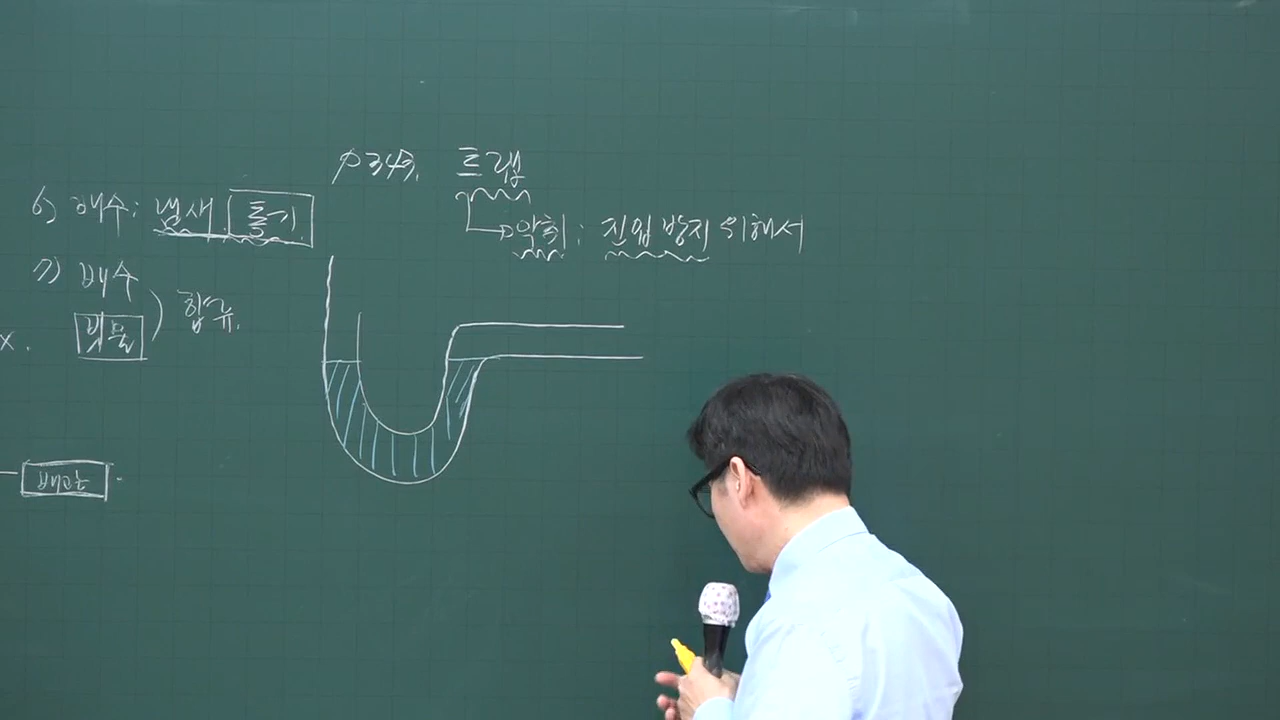 p349. 트랩
→ 악취 : 진입 방지 위해서
6) 배수 : 냄새. 통기.
7) 배수
빗물 ) 합류.
x.
배관